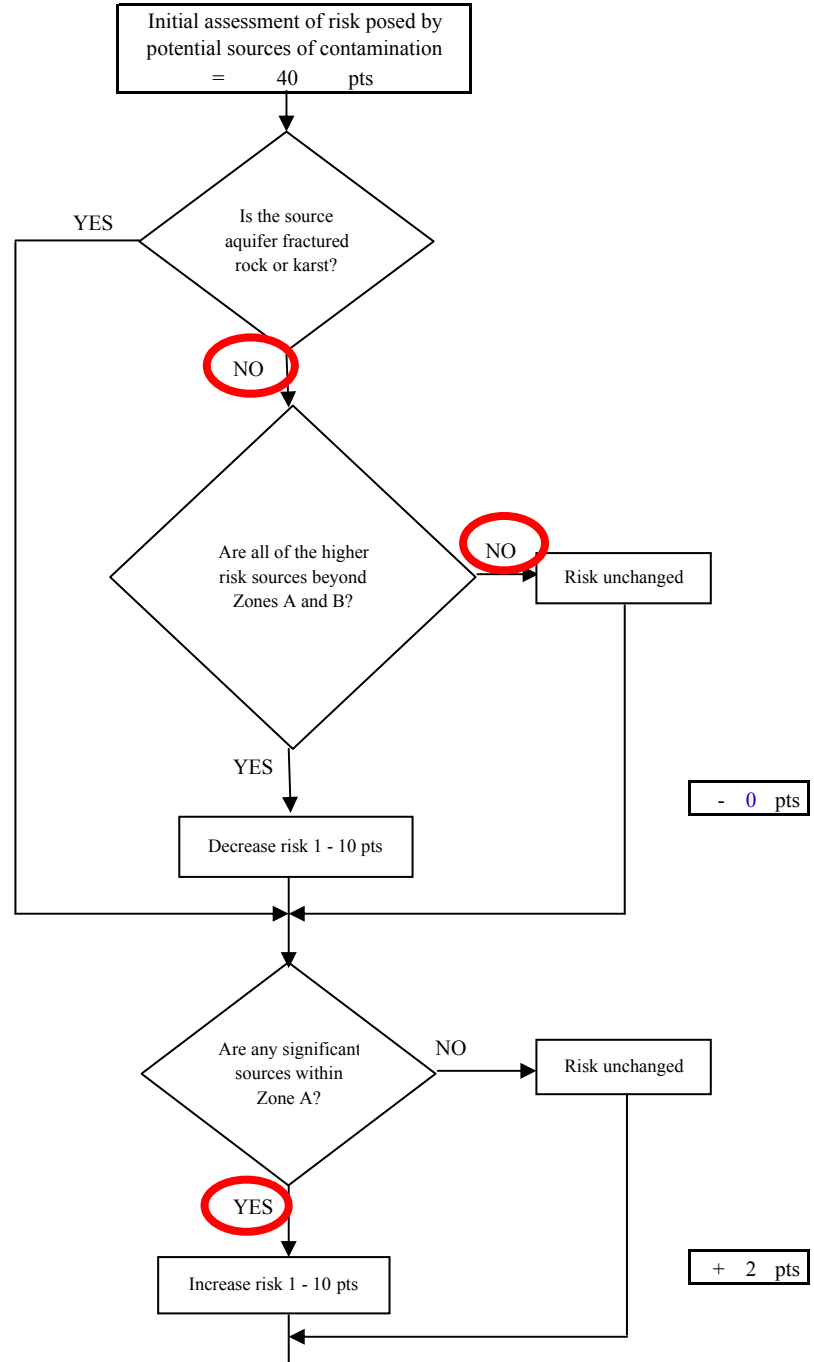 Initial assessment of risk posed by
potential sources of contamination
= 40 pts
YES
Is the source
aquifer fractured
rock or karst?
NO
Are all of the higher
risk sources beyond
Zones A and B?
NO
Risk unchanged
YES
- 0 pts
Decrease risk 1 - 10 pts
Are any significant
sources within
Zone A?
NO
Risk unchanged
YES
+ 2 pts
Increase risk 1 - 10 pts